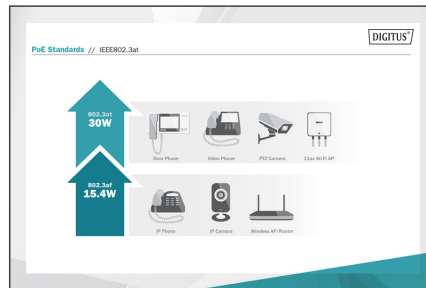 DIGITUS®
PoE Standards // IEEE802.3at
802.3at
30W
Door Phone
Video Phone
PTZ Camera
11ac Wi-Fi AP
802.3af
15.4W
IP Phone
IP Camera
Wireless AP/Router